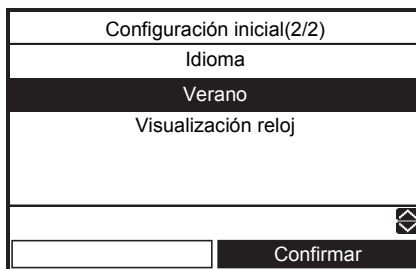 Configuración inicial(2/2)
Idioma
Verano
Visualización reloj
Confirmar